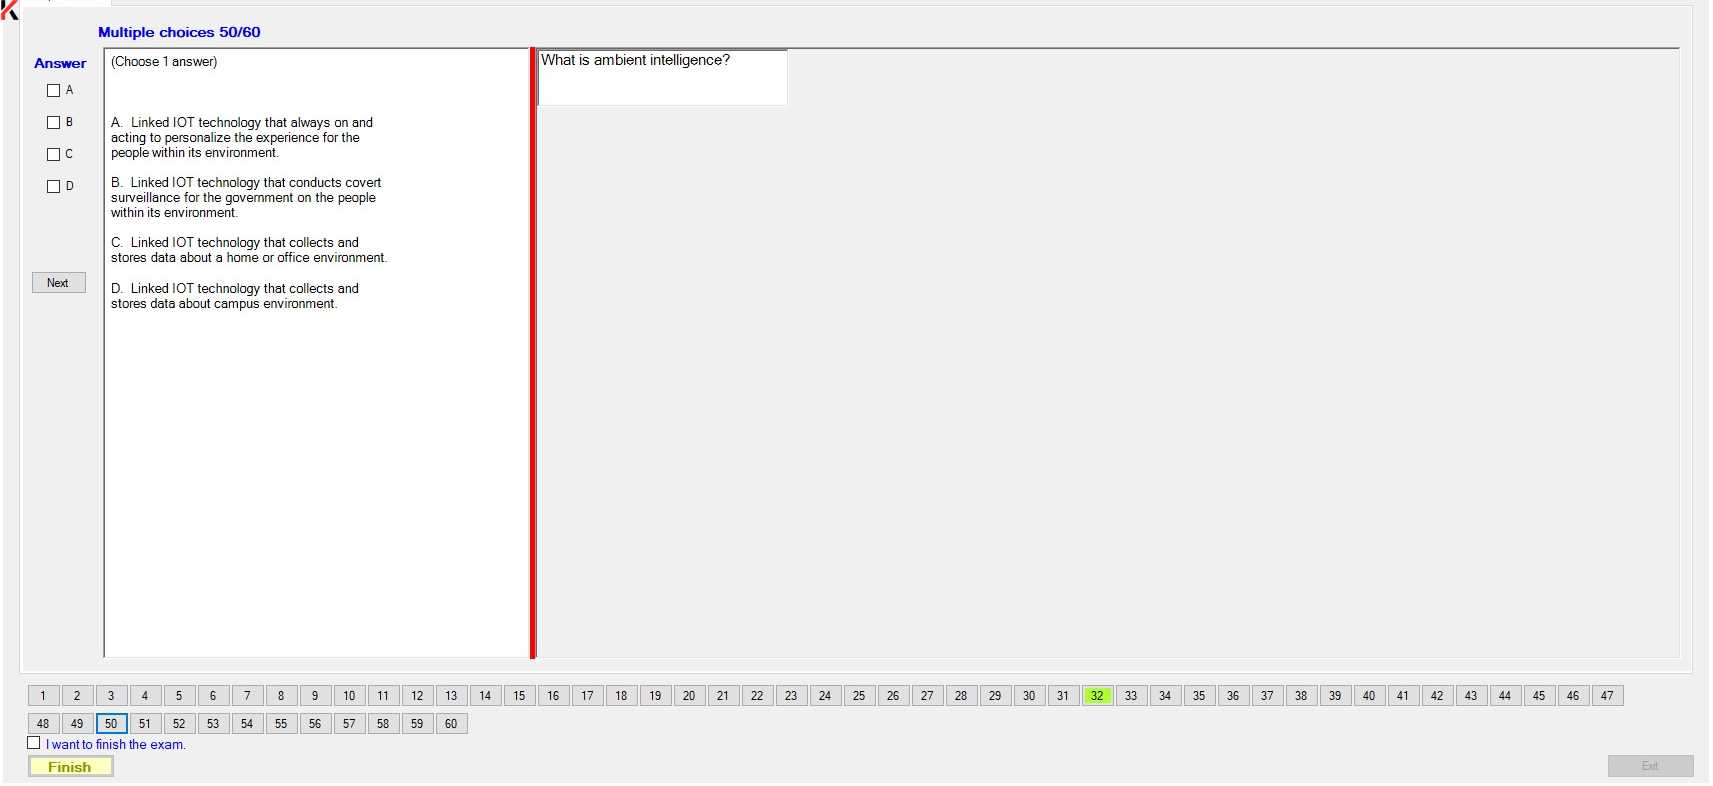 Multiple choices 50/60
Answer
A
B
C
D
Next
(Choose 1 answer)
A. Linked IOT technology that always on and
acting to personalize the experience for the
people within its environment.
B. Linked IOT technology that conducts covert
surveillance for the government on the people
within its environment.
C. Linked IOT technology that collects and
stores data about a home or office environment.
D. Linked IOT technology that collects and
stores data about campus environment.
What is ambient intelligence?
1 2 3 4 5 6 7 8 9 10 11 12 13 14 15 16 17 18 19 20 21 22 23 24 25 26 27 28 29 30 31 32 33 34 35 36 37 38 39 40 41 42 43 44 45 46 47
48 49 50 51 52 53 54 55 56 57 58 59 60
I want to finish the exam.
Finish
Exit